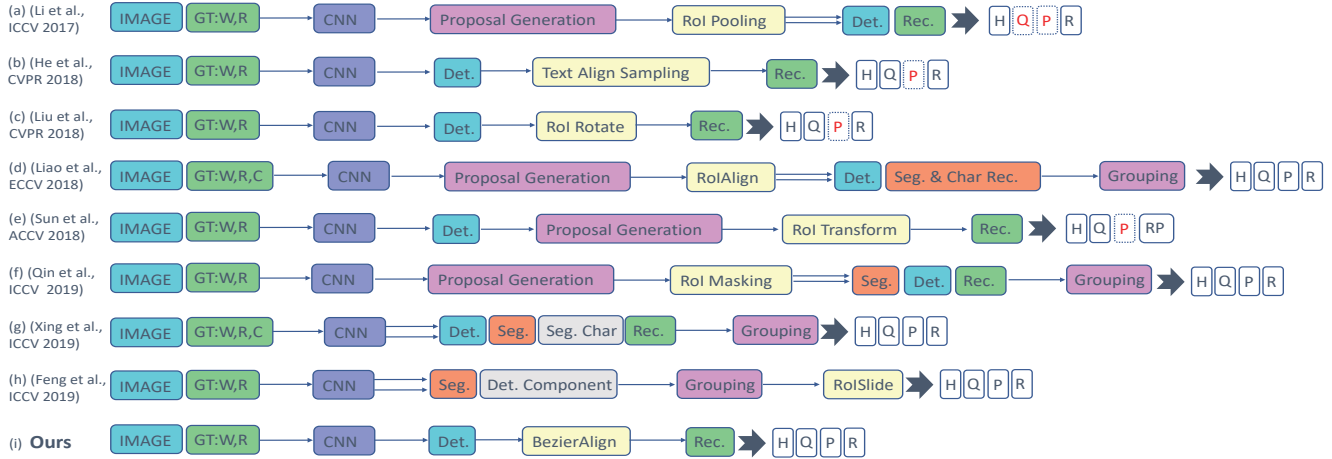 (a) (Li et al., ICCV 2017) IMAGE GT:W,R CNN Proposal Generation RoI Pooling Det. Rec. H Q P R
(b) (He et al., CVPR 2018) IMAGE GT:W,R CNN Det. Text Align Sampling Rec. H Q P R
(c) (Liu et al., CVPR 2018) IMAGE GT:W,R CNN Det. RoI Rotate Rec. H Q P R
(d) (Liao et al., ECCV 2018) IMAGE GT:W,R,C CNN Proposal Generation RoIAlign Det. Seg. & Char Rec. Grouping H Q P R
(e) (Sun et al., ACCV 2018) IMAGE GT:W,R CNN Det. Proposal Generation RoI Transform Rec. H Q P RP
(f) (Qin et al., ICCV 2019) IMAGE GT:W,R CNN Proposal Generation RoI Masking Seg. Det. Rec. Grouping H Q P R
(g) (Xing et al., ICCV 2019) IMAGE GT:W,R,C CNN Det. Seg. Seg. Char Rec. Grouping H Q P R
(h) (Feng et al., ICCV 2019) IMAGE GT:W,R CNN Seg. Det. Component Grouping RoISlide H Q P R
(i) Ours IMAGE GT:W,R CNN Det. BezierAlign Rec. H Q P R